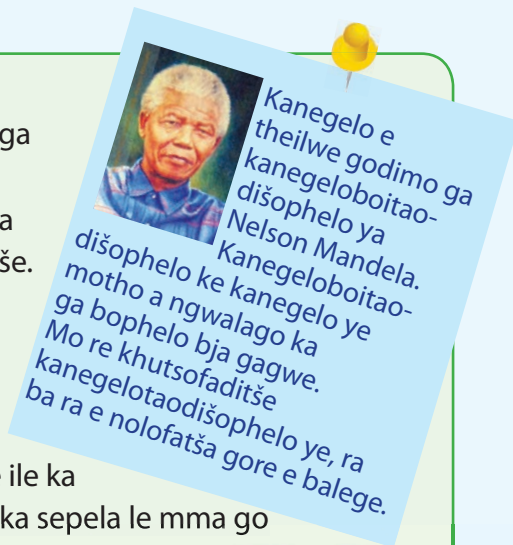 ga
a
še.
ile ka
ka sepela le mma go
Kanegelo e
theilwe godimo ga
kanegeloboitao-
dišophelo ya
Nelson Mandela.
Kanegeloboitao-
dišophelo ke kanegelo ye
motho a ngwalago ka
ga bophelo bja gagwe.
Mo re khutsofaditše
kanegelotaodišophelo ye, ra
ba ra e nolofatša gore e balege.